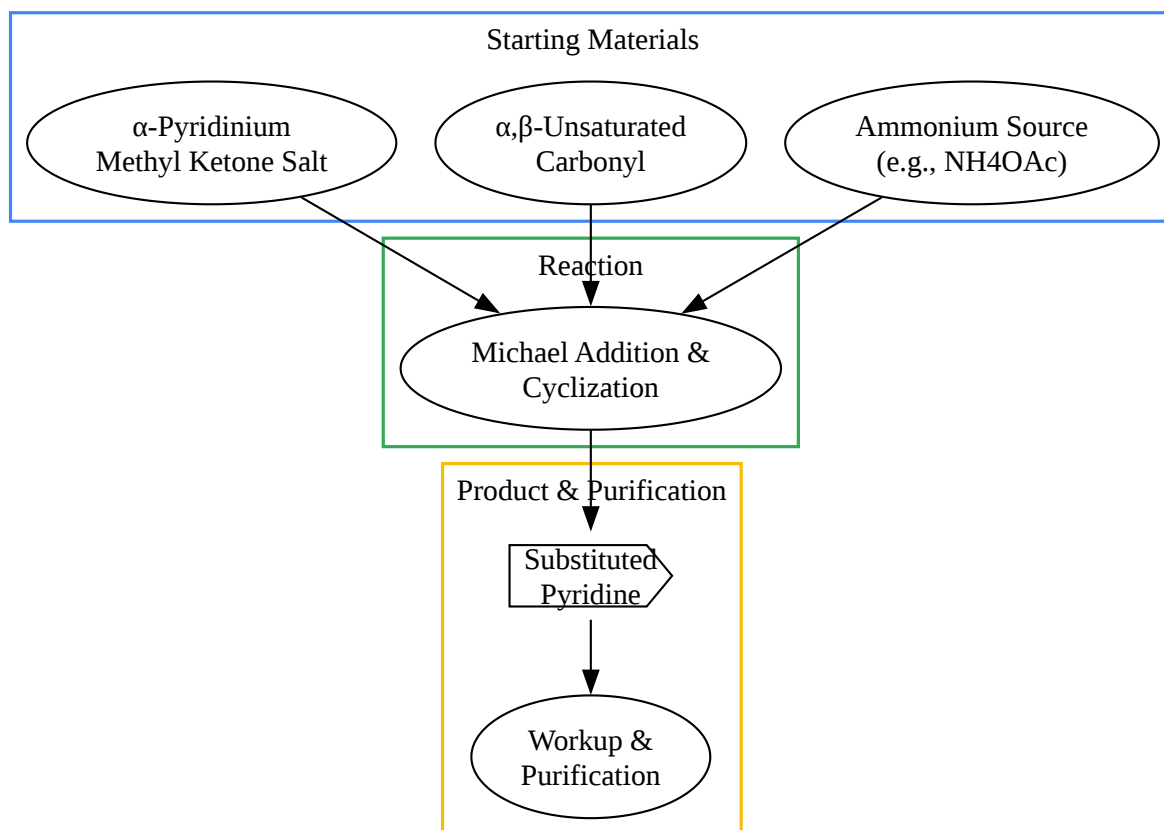 Starting Materials
α-Pyridinium
Methyl Ketone Salt
α,β-Unsaturated
Carbonyl
Ammonium Source
(e.g., NH4OAc)
Reaction
Michael Addition &
Cyclization
Product & Purification
Substituted
Pyridine
Workup &
Purification